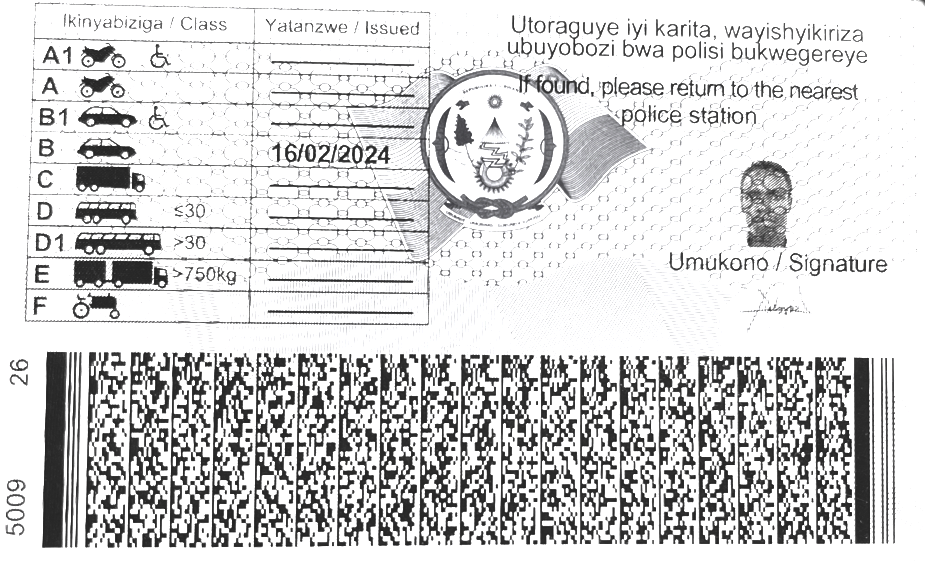 Ikinyabiziga / Class Yatanzwe / Issued
A1
A
B1
B 16/02/2024
C
D ≤30
D1 >30
E >750kg
F
Utoraguye iyi karita, wayishyikiriza
ubuyobozi bwa polisi bukwegereye
If found, please return to the nearest
police station
Umukono / Signature
26
5009